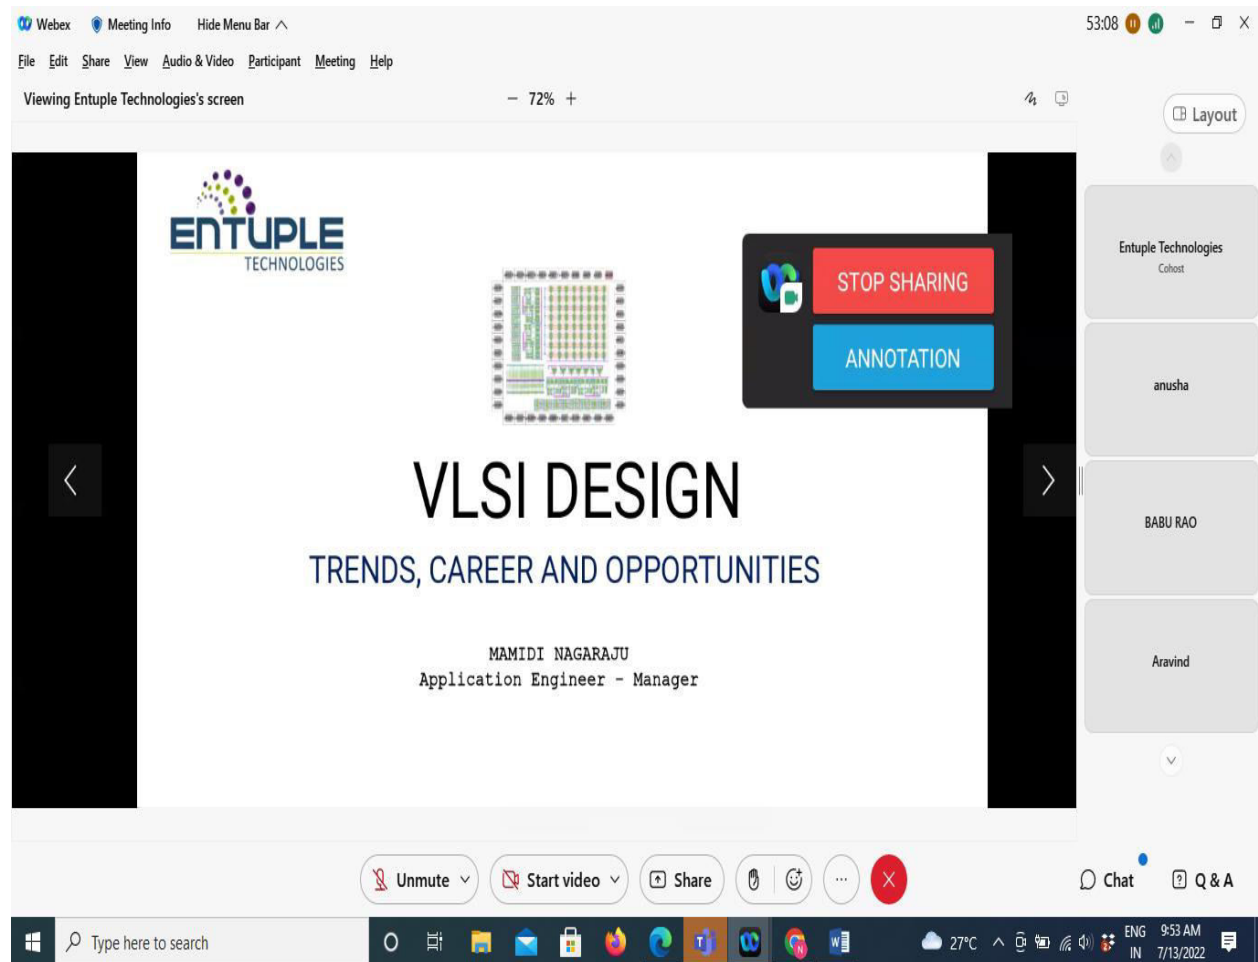 Webex Meeting Info Hide Menu Bar 53:08
File Edit Share View Audio & Video Participant Meeting Help
Viewing Entuple Technologies's screen − 72% +
Layout
ENTUPLE
TECHNOLOGIES
STOP SHARING
ANNOTATION
VLSI DESIGN
TRENDS, CAREER AND OPPORTUNITIES
MAMIDI NAGARAJU
Application Engineer - Manager
Entuple Technologies
Cohost
anusha
BABU RAO
Aravind
Unmute Start video Share ... Chat Q & A
Type here to search 27°C ENG 9:53 AM
IN 7/13/2022